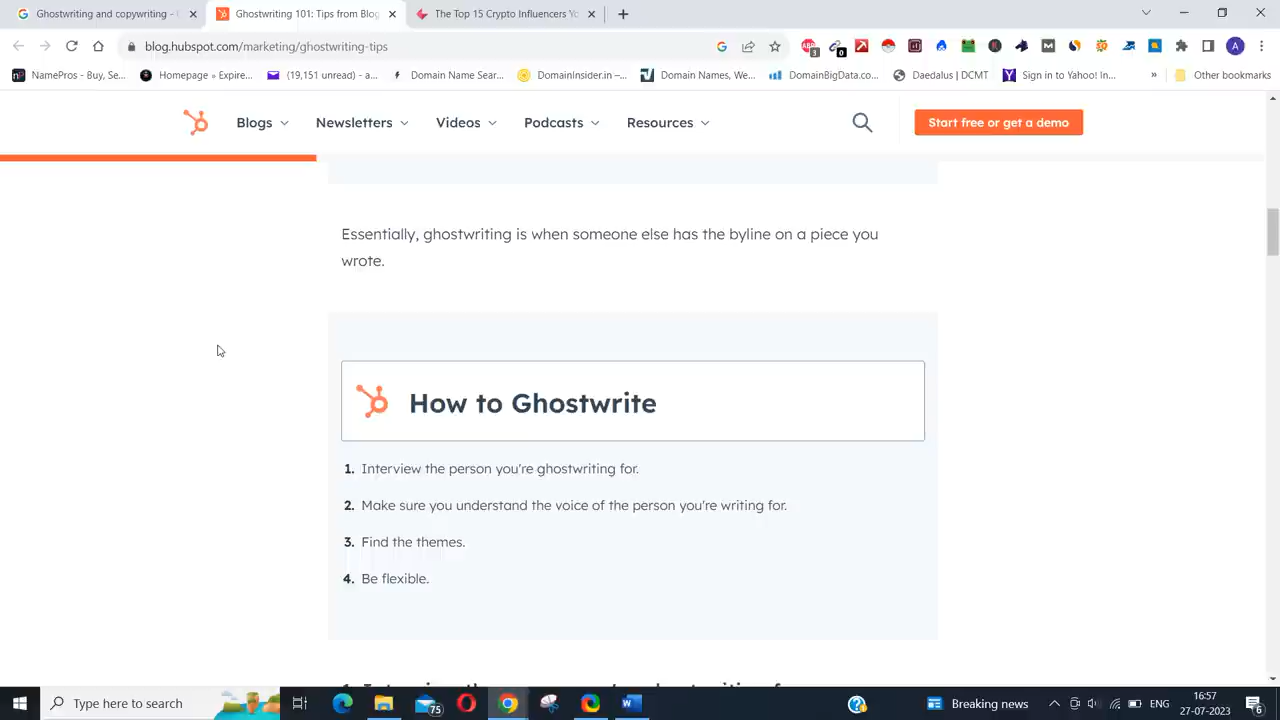 Ghostwriting and copywriting -
Ghostwriting 101: Tips from Blog
The Top 15 Crypto Influencers Yo
blog.hubspot.com/marketing/ghostwriting-tips
ABP
3
0
A
NamePros - Buy, Se...
Homepage » Expire...
(19,151 unread) - a...
Domain Name Sear...
DomainInsider.in –...
Domain Names, We...
DomainBigData.co...
Daedalus | DCMT
Sign in to Yahoo! In...
»
Other bookmarks
Blogs
Newsletters
Videos
Podcasts
Resources
Start free or get a demo
Essentially, ghostwriting is when someone else has the byline on a piece you
wrote.
How to Ghostwrite
1. Interview the person you're ghostwriting for.
2. Make sure you understand the voice of the person you're writing for.
3. Find the themes.
4. Be flexible.
Type here to search
75
Breaking news
ENG
16:57
27-07-2023
6